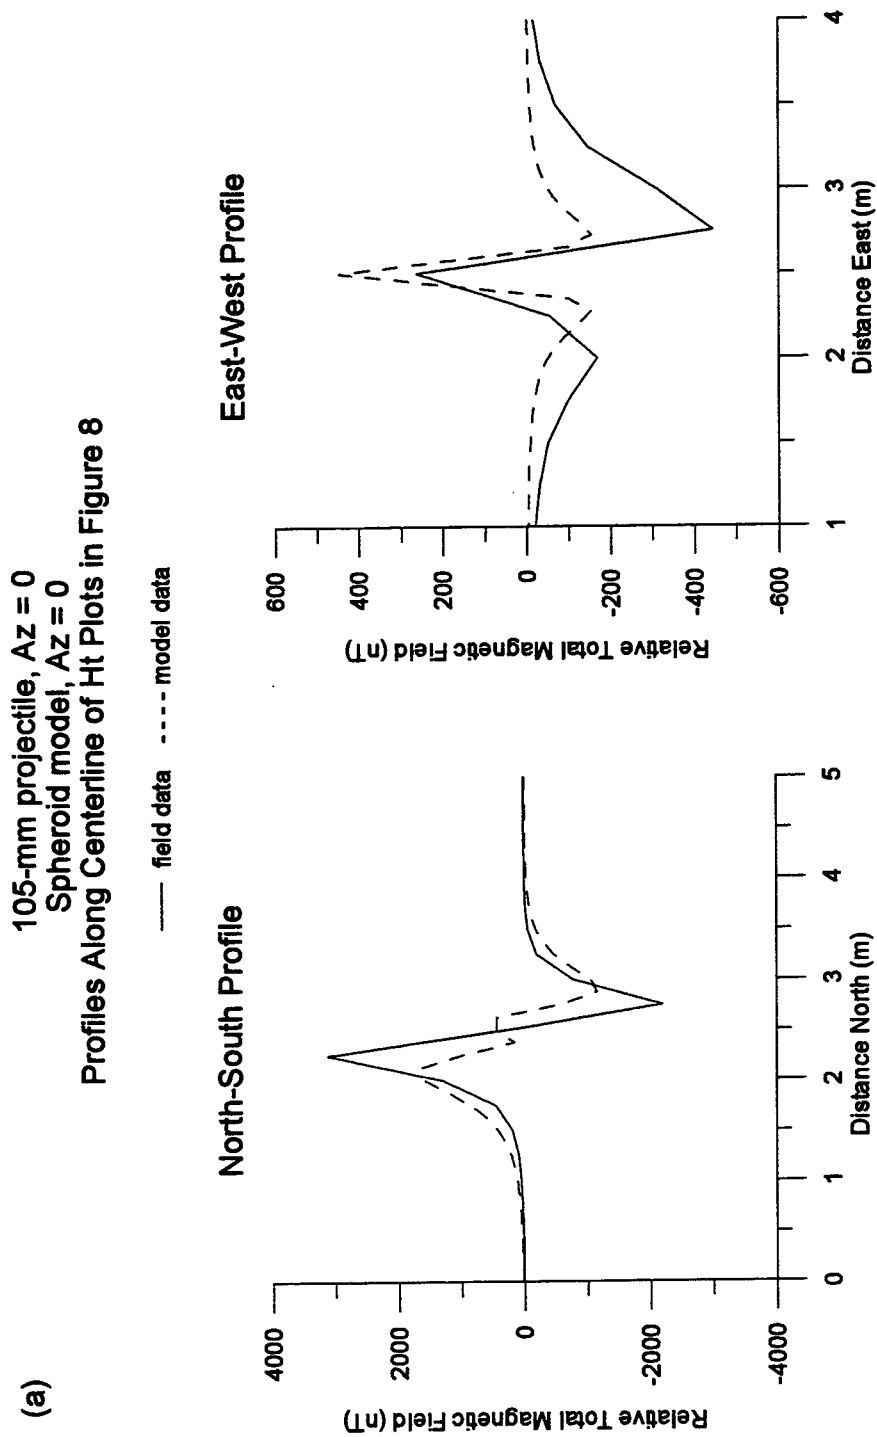 (a)
105-mm projectile, Az = 0
Spheroid model, Az = 0
Profiles Along Centerline of Ht Plots in Figure 8
field data
model data
North-South Profile
Relative Total Magnetic Field (nT)
4000
2000
0
-2000
-4000
0
1
2
3
4
5
Distance North (m)
East-West Profile
Relative Total Magnetic Field (nT)
600
400
200
0
-200
-400
-600
1
2
3
4
Distance East (m)